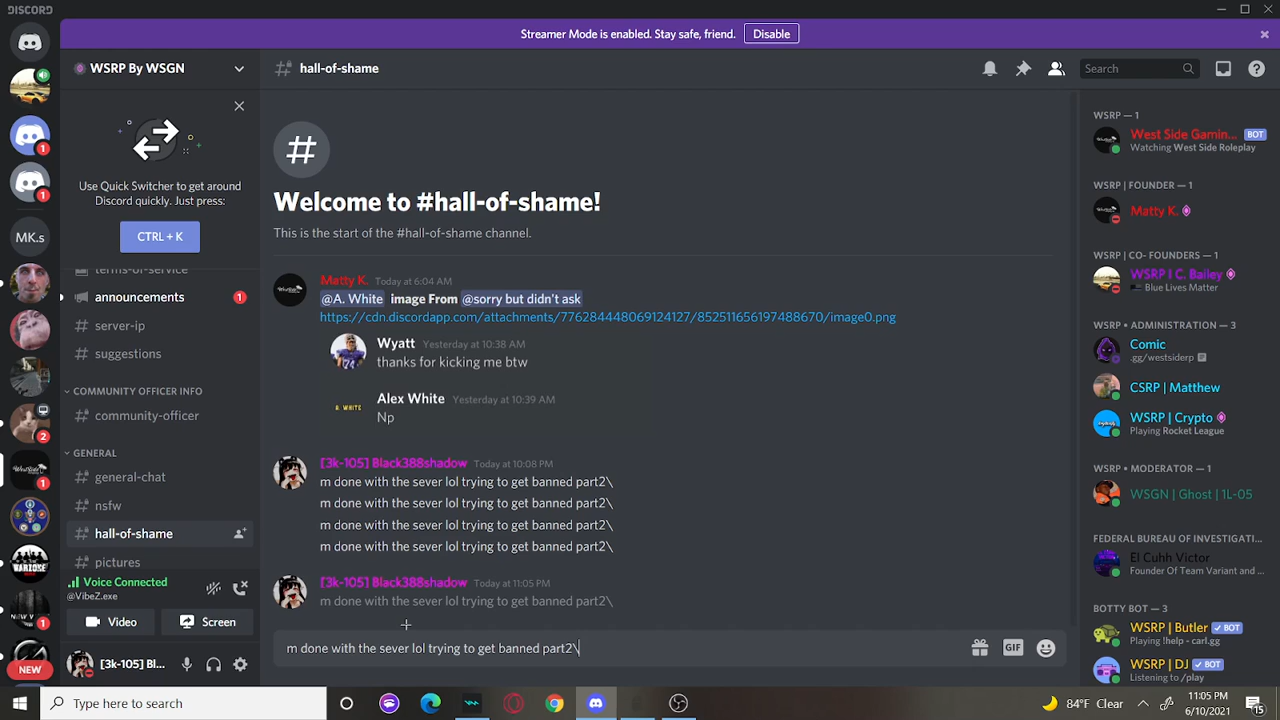 DISCORD
Streamer Mode is enabled. Stay safe, friend.
Disable
WSRP By WSGN
hall-of-shame
Search
Use Quick Switcher to get around
Discord quickly. Just press:
CTRL + K
terms-of-service
announcements
1
server-ip
suggestions
COMMUNITY OFFICER INFO
community-officer
GENERAL
general-chat
nsfw
hall-of-shame
pictures
Voice Connected
@VibeZ.exe
Video
Screen
[3k-105] Bl...
1
1
MK.s
2
1
1
NEW
Welcome to #hall-of-shame!
This is the start of the #hall-of-shame channel.
Matty K. Today at 6:04 AM
@A. White image From @sorry but didn't ask
https://cdn.discordapp.com/attachments/776284448069124127/852511656197488670/image0.png
Wyatt Yesterday at 10:38 AM
thanks for kicking me btw
A. WHITE
Alex White Yesterday at 10:39 AM
Np
[3k-105] Black388shadow Today at 10:08 PM
m done with the sever lol trying to get banned part2\
m done with the sever lol trying to get banned part2\
m done with the sever lol trying to get banned part2\
m done with the sever lol trying to get banned part2\
[3k-105] Black388shadow Today at 11:05 PM
m done with the sever lol trying to get banned part2\
m done with the sever lol trying to get banned part2\
GIF
WSRP — 1
West Side Gamin... BOT
Watching West Side Roleplay
WSRP | FOUNDER — 1
Matty K.
WSRP | CO- FOUNDERS — 1
WSRP I C. Bailey
Blue Lives Matter
WSRP • ADMINISTRATION — 3
Comic
.gg/westsiderp
CSRP | Matthew
WSRP | Crypto
Playing Rocket League
WSRP • MODERATOR — 1
WSGN | Ghost | 1L-05
FEDERAL BUREAU OF INVESTIGATI...
El Cuhh Victor
Founder Of Team Variant and ...
BOTTY BOT — 3
WSRP | Butler BOT
Playing !help - carl.gg
WSRP | DJ BOT
Listening to /play
Type here to search
84°F Clear
11:05 PM
6/10/2021
15